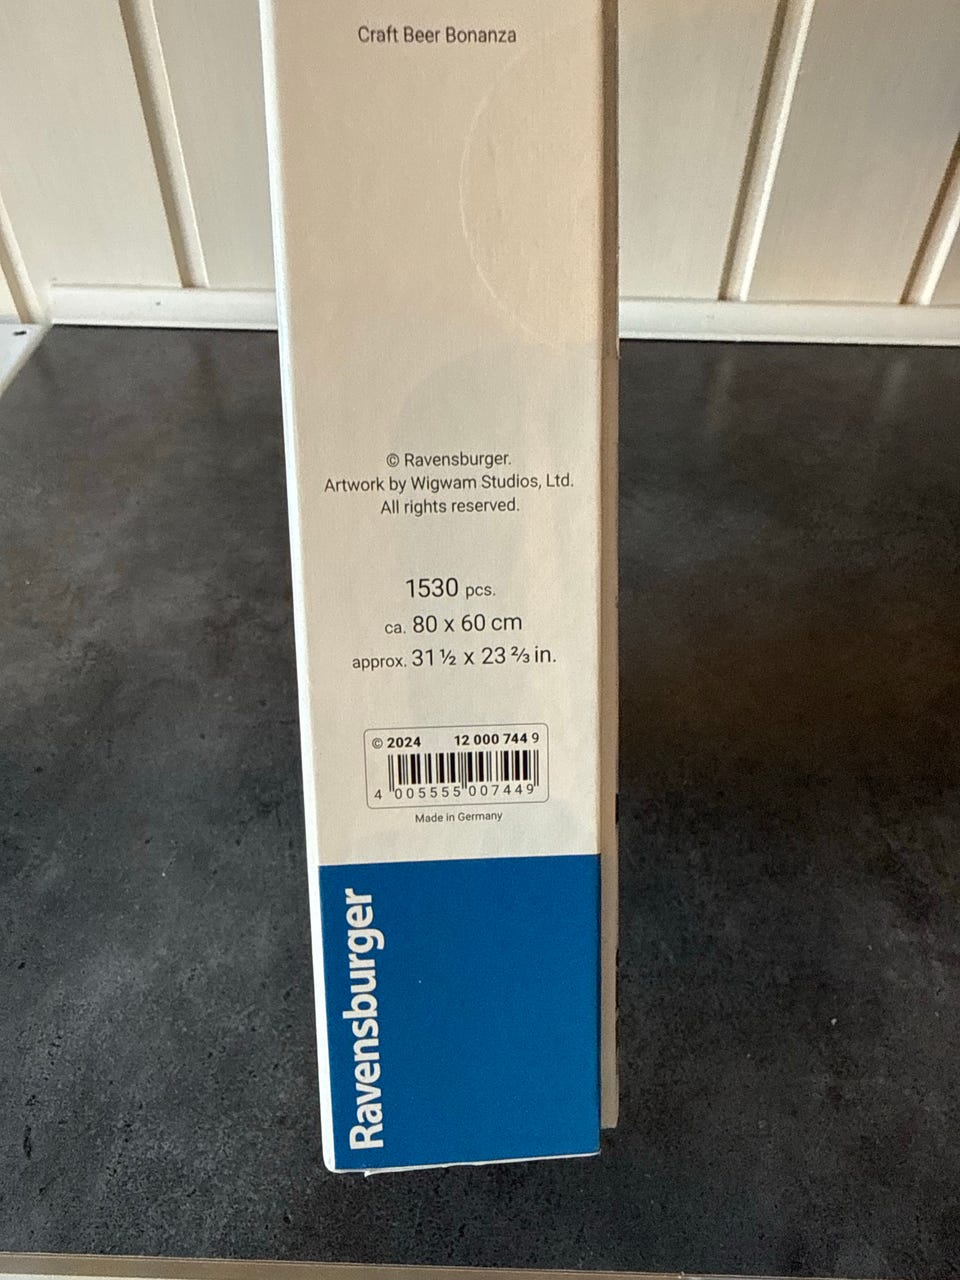 Craft Beer Bonanza
© Ravensburger.
Artwork by Wigwam Studios, Ltd.
All rights reserved.
1530 pcs.
ca. 80 x 60 cm
approx. 31 ½ x 23 ⅔ in.
© 2024 12 000 744 9
4 005555 007449
Made in Germany
Ravensburger